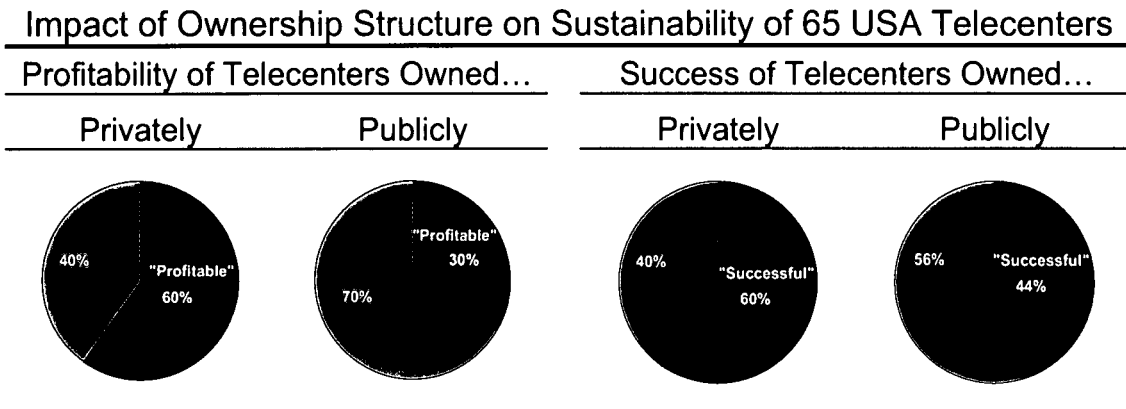 Impact of Ownership Structure on Sustainability of 65 USA Telecenters
Profitability of Telecenters Owned...
Success of Telecenters Owned...
Privately
Publicly
Privately
Publicly
40%
"Profitable"
60%
"Profitable"
30%
70%
40%
"Successful"
60%
56%
"Successful"
44%